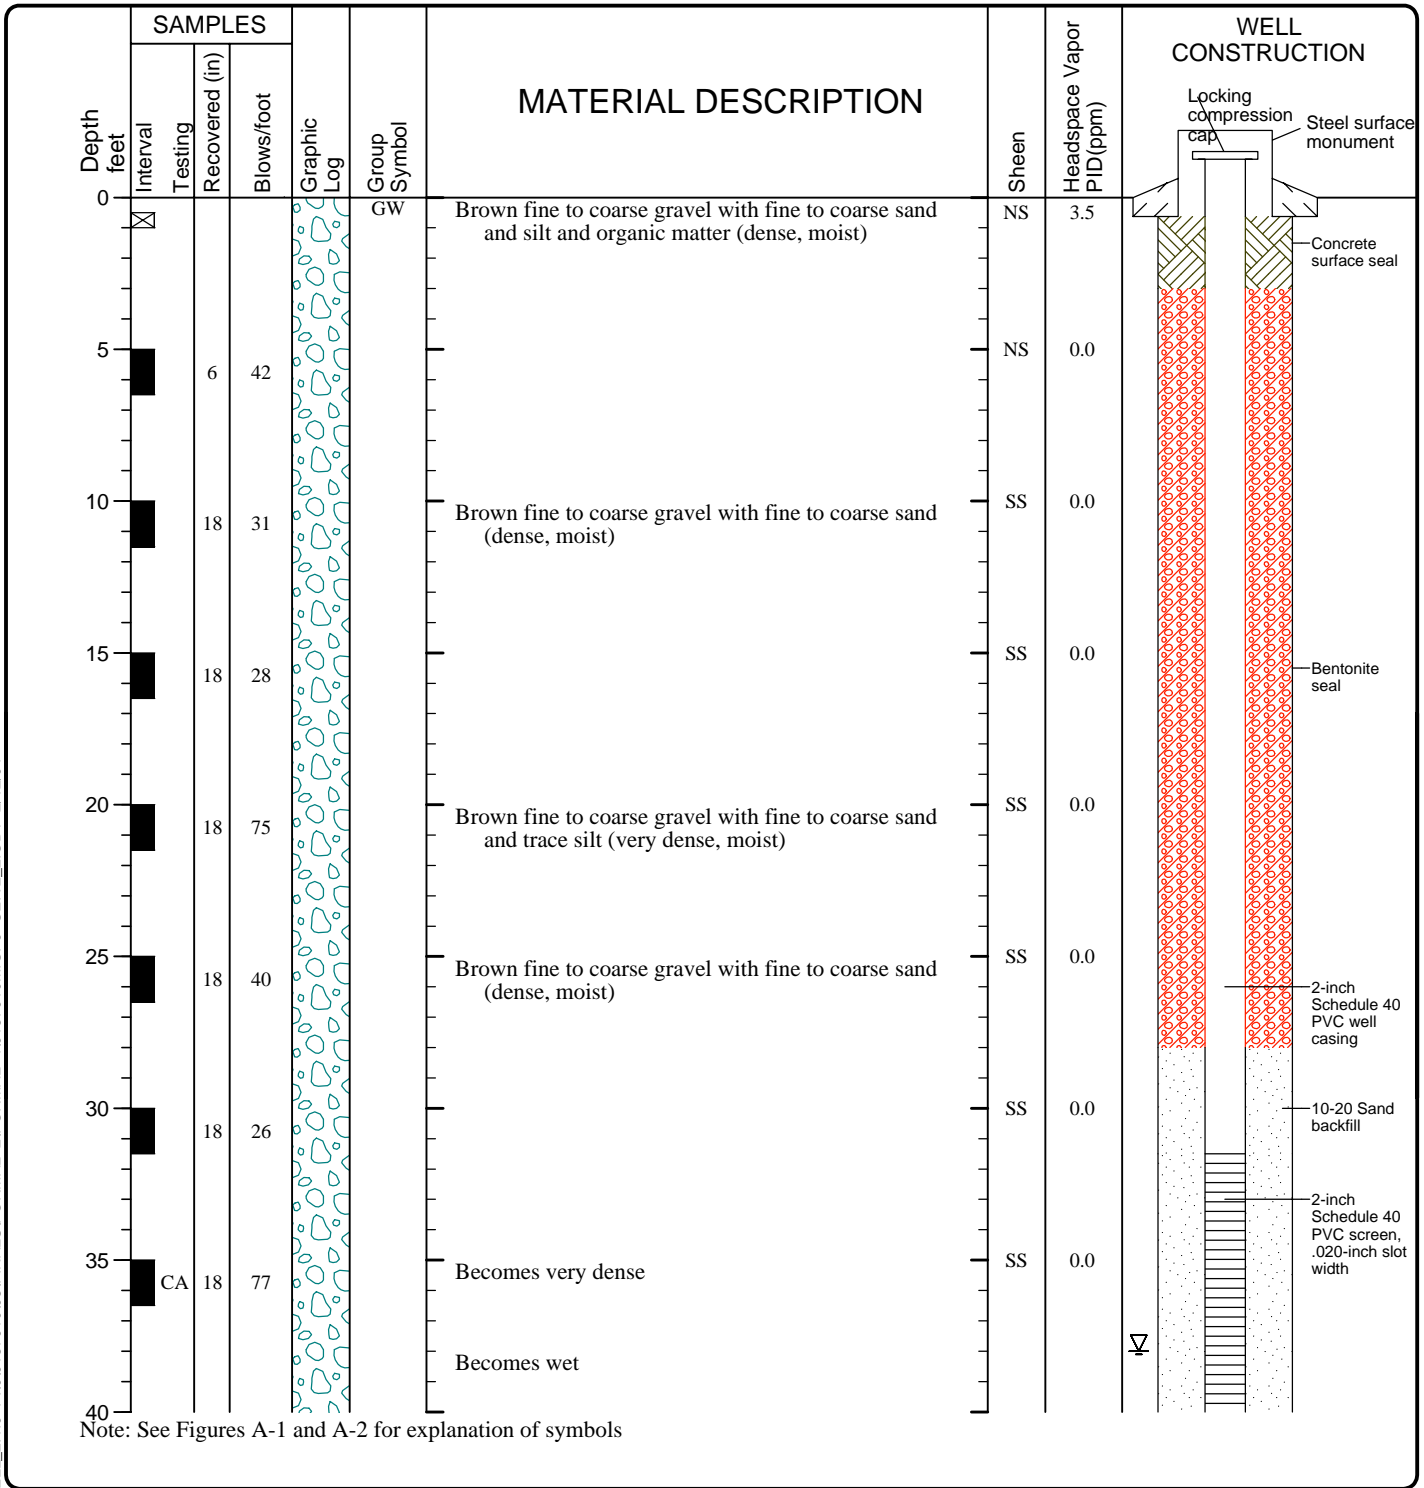 SAMPLES
WELL
CONSTRUCTION
MATERIAL DESCRIPTION
Depth
feet
Interval
Testing
Recovered (in)
Blows/foot
Graphic
Log
Group
Symbol
Sheen
Headspace Vapor
PID(ppm)
Locking
compression
cap
Steel surface
monument
0
GW
Brown fine to coarse gravel with fine to coarse sand
and silt and organic matter (dense, moist)
NS 3.5
Concrete
surface seal
5
6 42
NS 0.0
10
18 31
Brown fine to coarse gravel with fine to coarse sand
(dense, moist)
SS 0.0
15
18 28
SS 0.0
Bentonite
seal
20
18 75
Brown fine to coarse gravel with fine to coarse sand
and trace silt (very dense, moist)
SS 0.0
25
18 40
Brown fine to coarse gravel with fine to coarse sand
(dense, moist)
SS 0.0
2-inch
Schedule 40
PVC well
casing
30
18 26
SS 0.0
10-20 Sand
backfill
2-inch
Schedule 40
PVC screen,
.020-inch slot
width
35
CA 18 77
Becomes very dense
SS 0.0
Becomes wet
40
Note: See Figures A-1 and A-2 for explanation of symbols